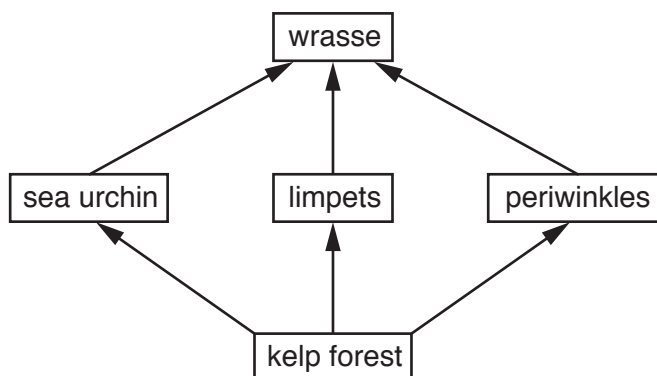 wrasse
sea urchin
limpets
periwinkles
kelp forest